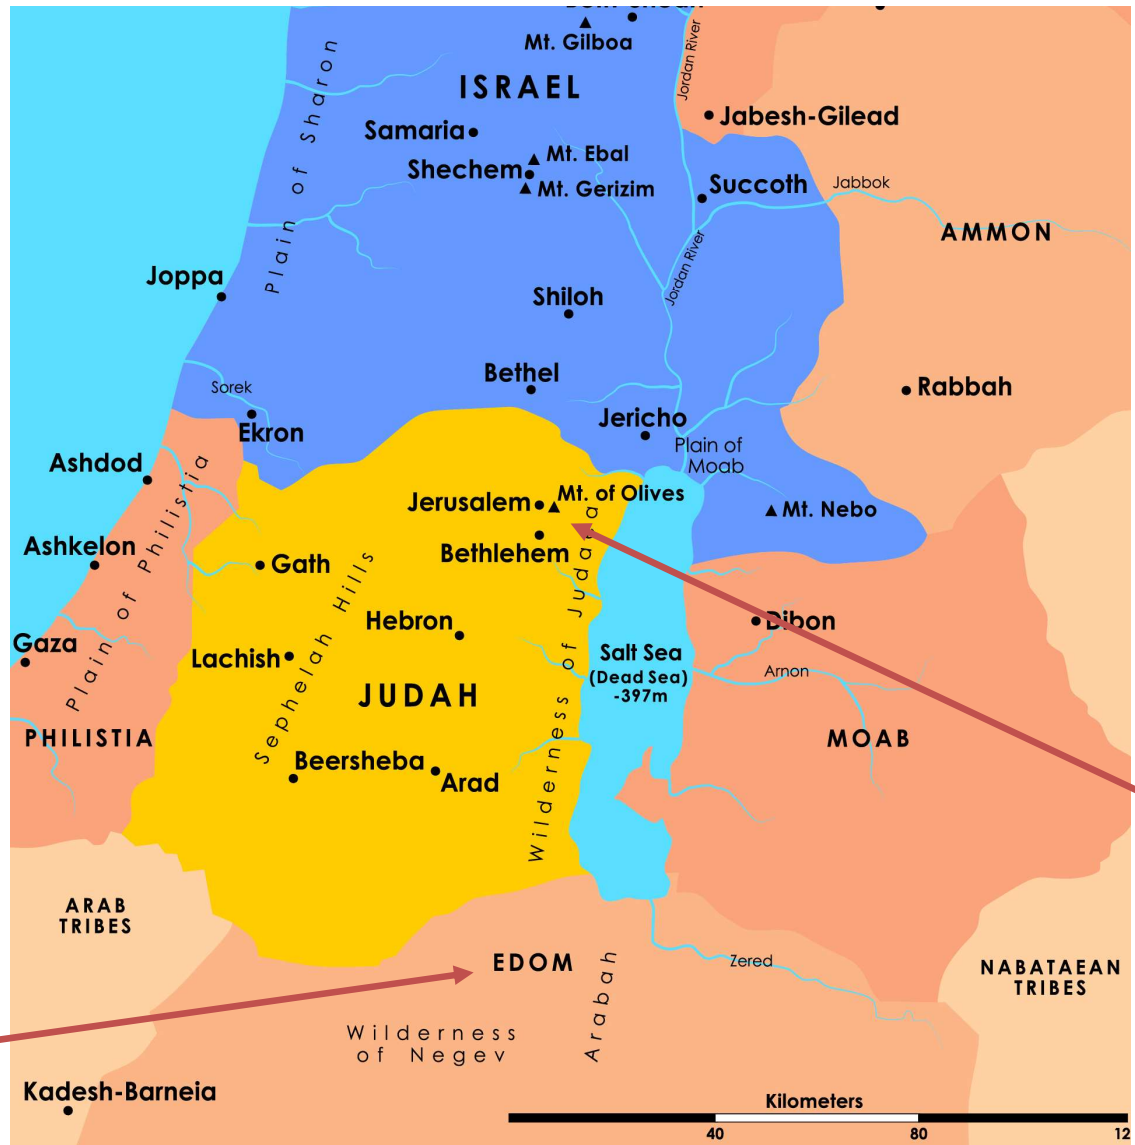 Mt. Gilboa
ISRAEL
Jordan River
Plain of Sharon
Jabesh-Gilead
Samaria
Mt. Ebal
Shechem
Mt. Gerizim
Succoth
Jabbok
AMMON
Jordan River
Joppa
Shiloh
Bethel
Sorek
Rabbah
Ekron
Jericho
Plain of
Moab
Ashdod
Plain of Philistia
Jerusalem
Mt. of Olives
Mt. Nebo
Ashkelon
Bethlehem
Gath
Sephelah Hills
Wilderness of Judaea
Hebron
Dibon
Gaza
Lachish
Salt Sea
(Dead Sea)
-397m
Arnon
JUDAH
PHILISTIA
MOAB
Beersheba
Arad
ARAB
TRIBES
EDOM
Arabah
Zered
NABATAEAN
TRIBES
Wilderness
of Negev
Kadesh-Barneia
Kilometers
40
80